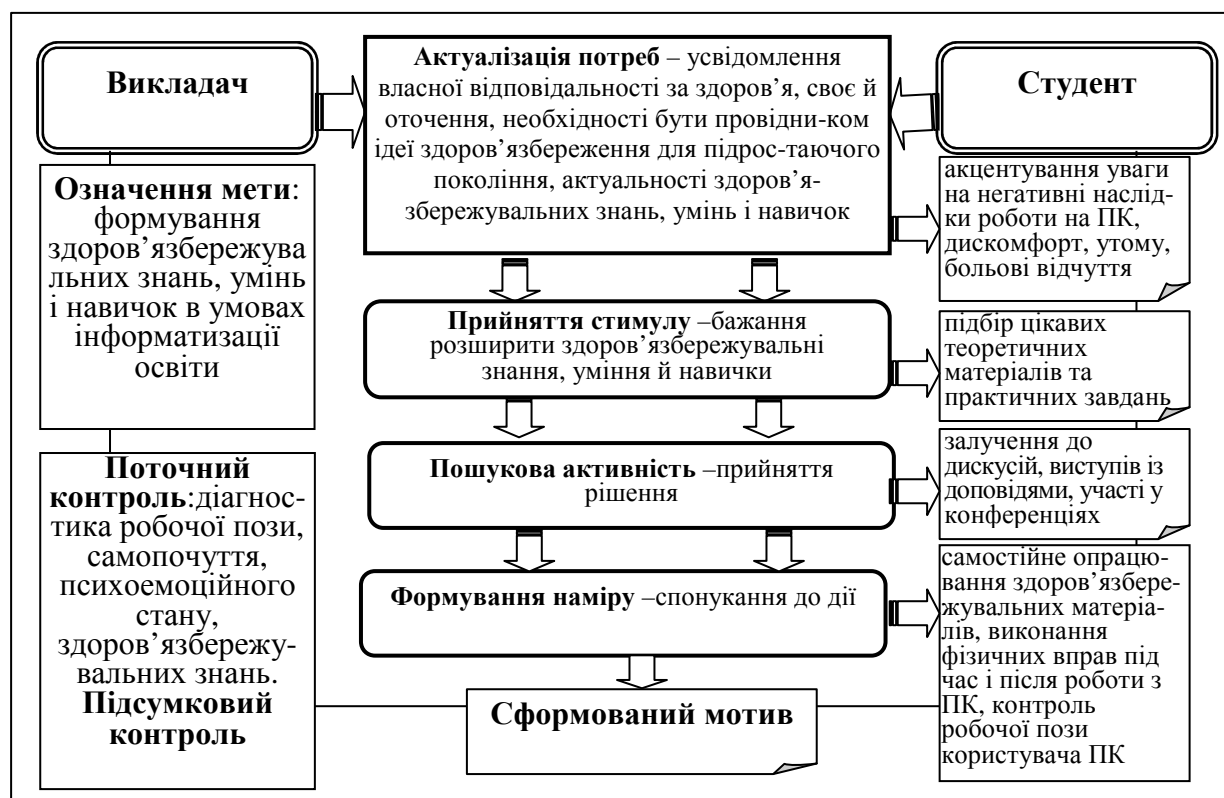 Викладач
Актуалізація потреб – усвідомлення
власної відповідальності за здоров’я, своє й
оточення, необхідності бути провідни-ком
ідеї здоров’язбереження для підрос-таючого
покоління, актуальності здоров’я-
збережувальних знань, умінь і навичок
Студент
Означення мети:
формування
здоров’язбережува
льних знань, умінь
і навичок в умовах
інформатизації
освіти
акцентування уваги
на негативні наслід-
ки роботи на ПК,
дискомфорт, утому,
больові відчуття
Прийняття стимулу –бажання
розширити здоров’язбережувальні
знання, уміння й навички
підбір цікавих
теоретичних
матеріалів та
практичних завдань
Поточний
контроль:діагнос-
тика робочої пози,
самопочуття,
психоемоційного
стану,
здоров’язбережу-
вальних знань.
Підсумковий
контроль
Пошукова активність –прийняття
рішення
залучення до
дискусій, виступів із
доповідями, участі у
конференціях
Формування наміру –спонукання до дії
самостійне опрацю-
вання здоров’язбере-
жувальних матеріа-
лів, виконання
фізичних вправ під
час і після роботи з
ПК, контроль
робочої пози
користувача ПК
Сформований мотив